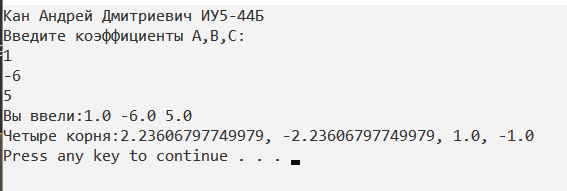 Кан Андрей Дмитриевич ИУ5-44Б
Введите коэффициенты A,B,C:
1
-6
5
Вы ввели:1.0 -6.0 5.0
Четыре корня:2.23606797749979, -2.23606797749979, 1.0, -1.0
Press any key to continue . . .